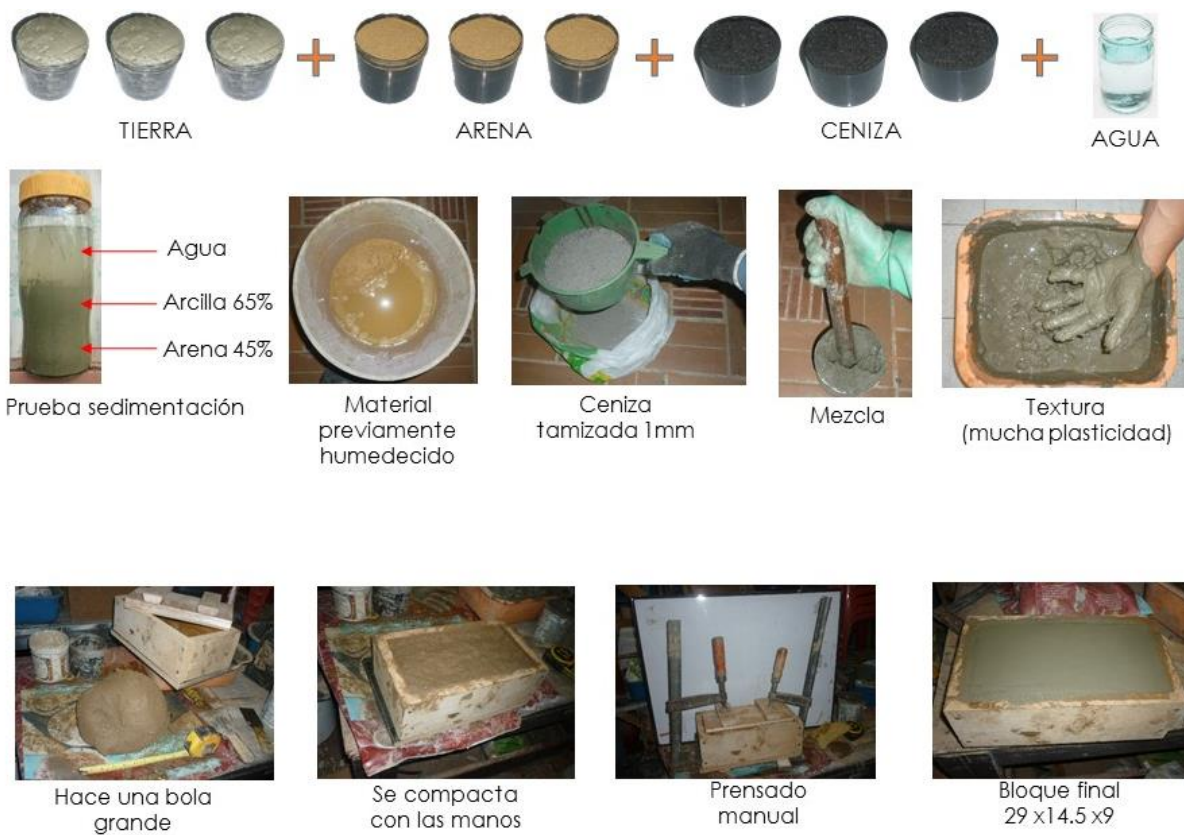 TIERRA
ARENA
CENIZA
AGUA
Agua
Arcilla 65%
Arena 45%
Prueba sedimentación
Material
previamente
humedecido
Ceniza
tamizada 1mm
Mezcla
Textura
(mucha plasticidad)
Hace una bola
grande
Se compacta
con las manos
Prensado
manual
Bloque final
29 x14.5 x9